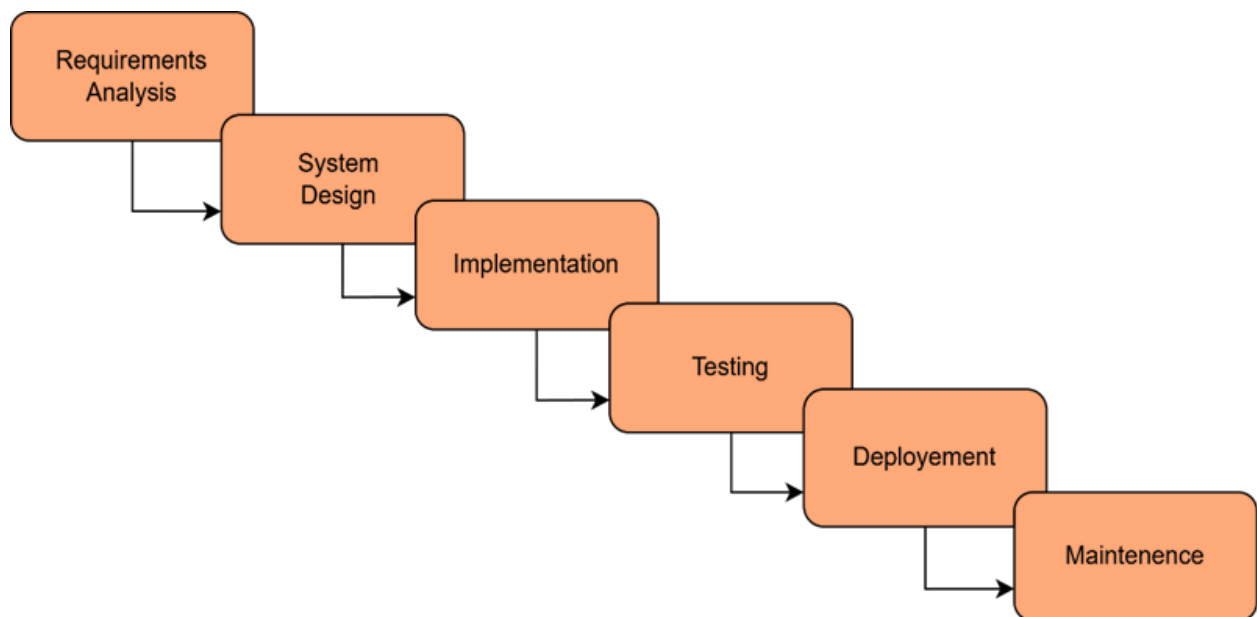 Requirements
Analysis
System
Design
Implementation
Testing
Deployement
Maintenence